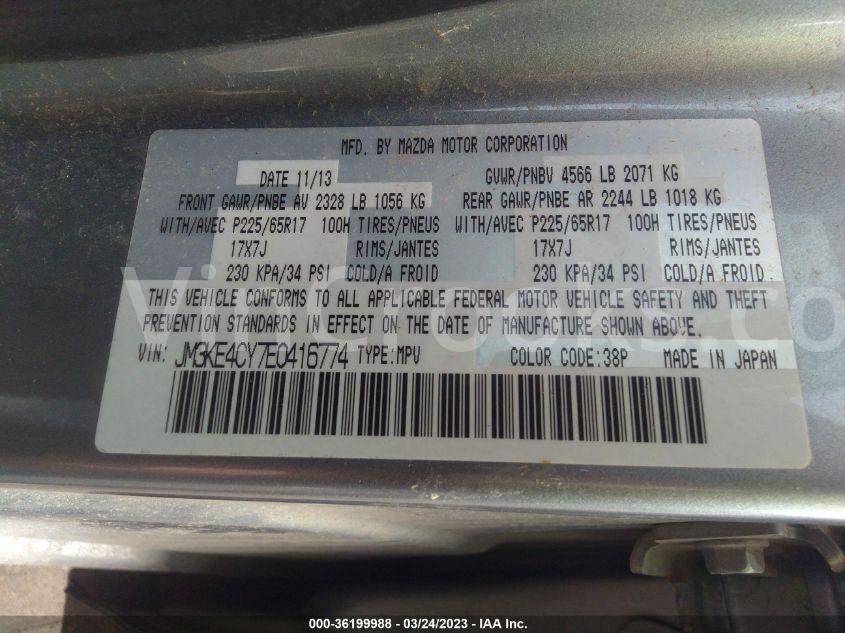 MFD. BY MAZDA MOTOR CORPORATION
DATE 11/13 GVWR/PNBV 4566 LB 2071 KG
FRONT GAWR/PNBE AV 2328 LB 1056 KG REAR GAWR/PNBE AR 2244 LB 1018 KG
WITH/AVEC P225/65R17 100H TIRES/PNEUS WITH/AVEC P225/65R17 100H TIRES/PNEUS
17X7J RIMS/JANTES 17X7J RIMS/JANTES
230 KPA/34 PSI COLD/A FROID 230 KPA/34 PSI COLD/A FROID
THIS VEHICLE CONFORMS TO ALL APPLICABLE FEDERAL MOTOR VEHICLE SAFETY AND THEFT
PREVENTION STANDARDS IN EFFECT ON THE DATE OF MANUFACTURE SHOWN ABOVE.
VIN: JM3KE4CY7E0416774 TYPE:MPV COLOR CODE:38P MADE IN JAPAN
VinCrooks.com
000-36199988 — 03/24/2023 — IAA Inc.